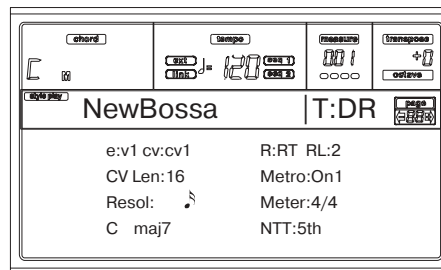 chord tempo measure transpose
C M ext link ♩= 120 seq 1 seq 2 001 +0 octave
style play NewBossa T:DR page
e:v1 cv:cv1 R:RT RL:2
CV Len:16 Metro:On1
Resol: Meter:4/4
C maj7 NTT:5th